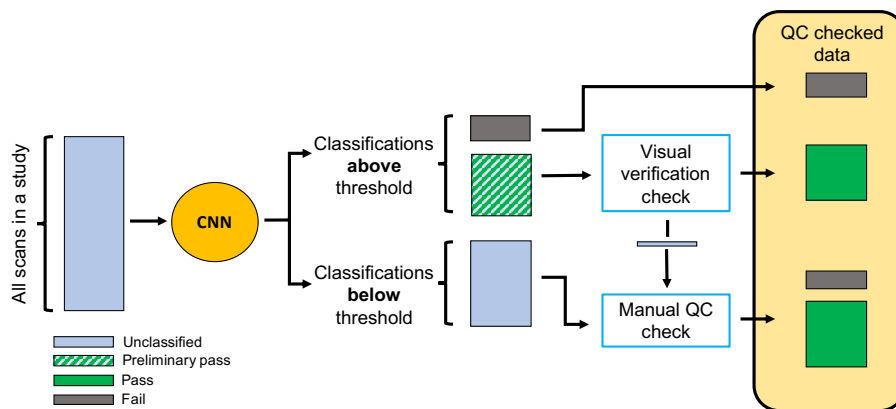 All scans in a study
CNN
Classifications
above
threshold
Classifications
below
threshold
Visual
verification
check
Manual QC
check
QC checked
data
Unclassified
Preliminary pass
Pass
Fail